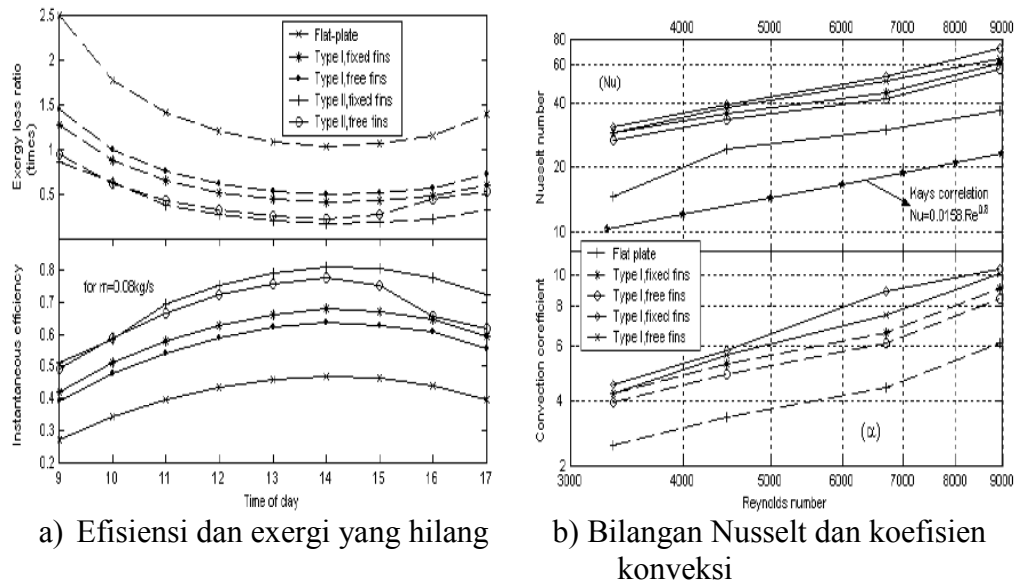 2.5
2
1.5
1
0.5
Exergy loss ratio
(times)
Flat-plate
Type I,fixed fins
Type I,free fins
Type II,fixed fins
Type II,free fins
0.8
0.7
0.6
0.5
0.4
0.3
0.2
Instantaneous efficiency
for m=0.08kg/s
9 10 11 12 13 14 15 16 17
Time of day
a) Efisiensi dan exergi yang hilang
4000 5000 6000 7000 8000 9000
80
60
40
20
10
Nusselt number
(Nu)
Kays correlation
Nu=0.0158.Re^0.8
Flat plate
Type I,fixed fins
Type I,free fins
Type I,fixed fins
Type I,free fins
10
8
6
4
2
Convection corefficient
(α)
3000 4000 5000 6000 7000 8000 9000
Reynolds number
b) Bilangan Nusselt dan koefisien
konveksi